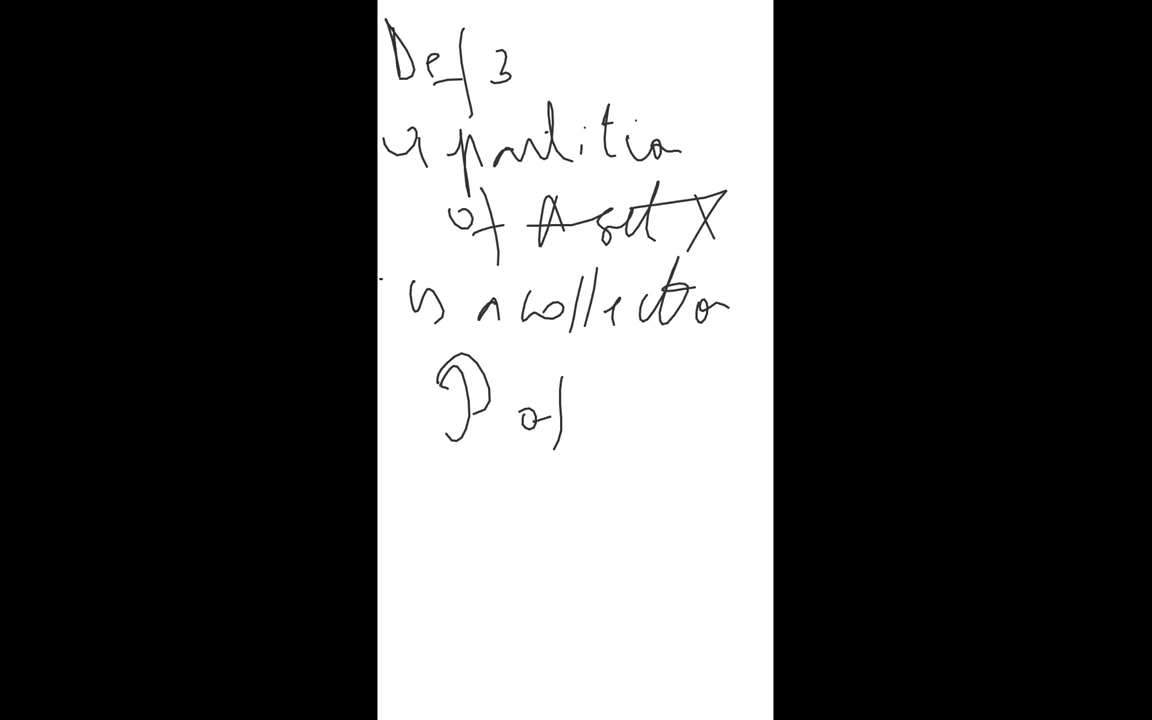 Def 3
a partition
of A set X
is a collection
P of